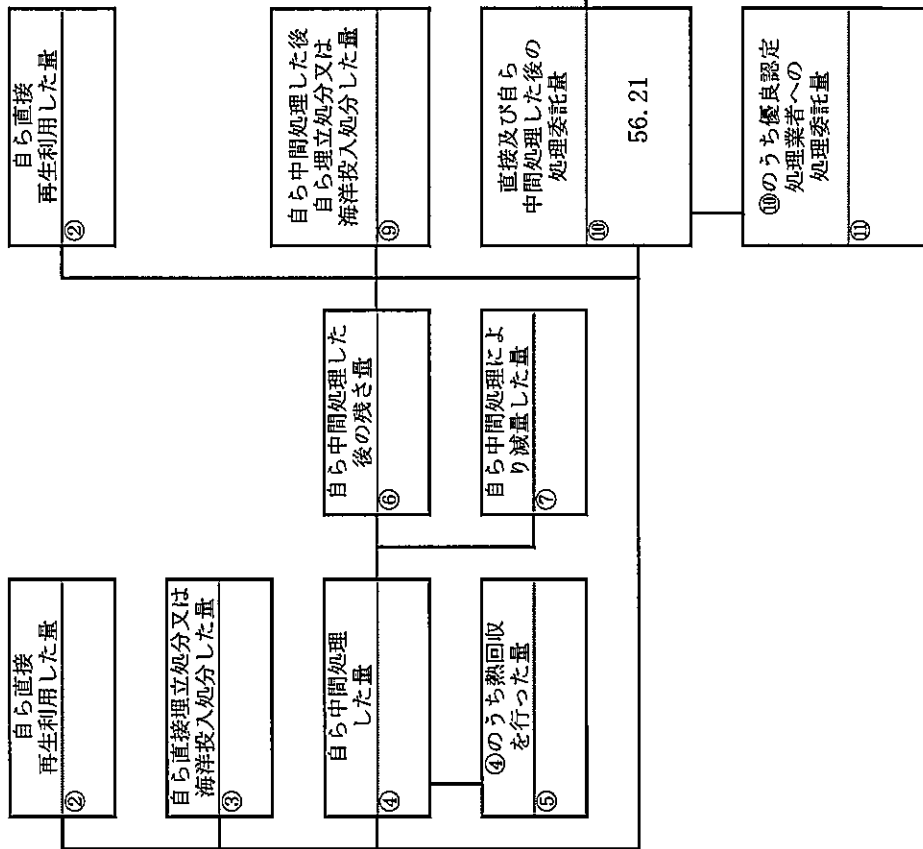 自ら直接
再生利用した量
②
自ら直接埋立処分又は
海洋投入処分した量
③
自ら中間処理
した量
④
④のうち熱回収
を行った量
⑤
自ら中間処理した
後の残さ量
⑥
自ら中間処理によ
り減量した量
⑦
自ら直接
再生利用した量
②
自ら中間処理した後
自ら埋立処分又は
海洋投入処分した量
⑨
直接及び自ら
中間処理した後の
処理委託量
⑩
56.21
⑩のうち優良認定
処理業者への
処理委託量
⑪